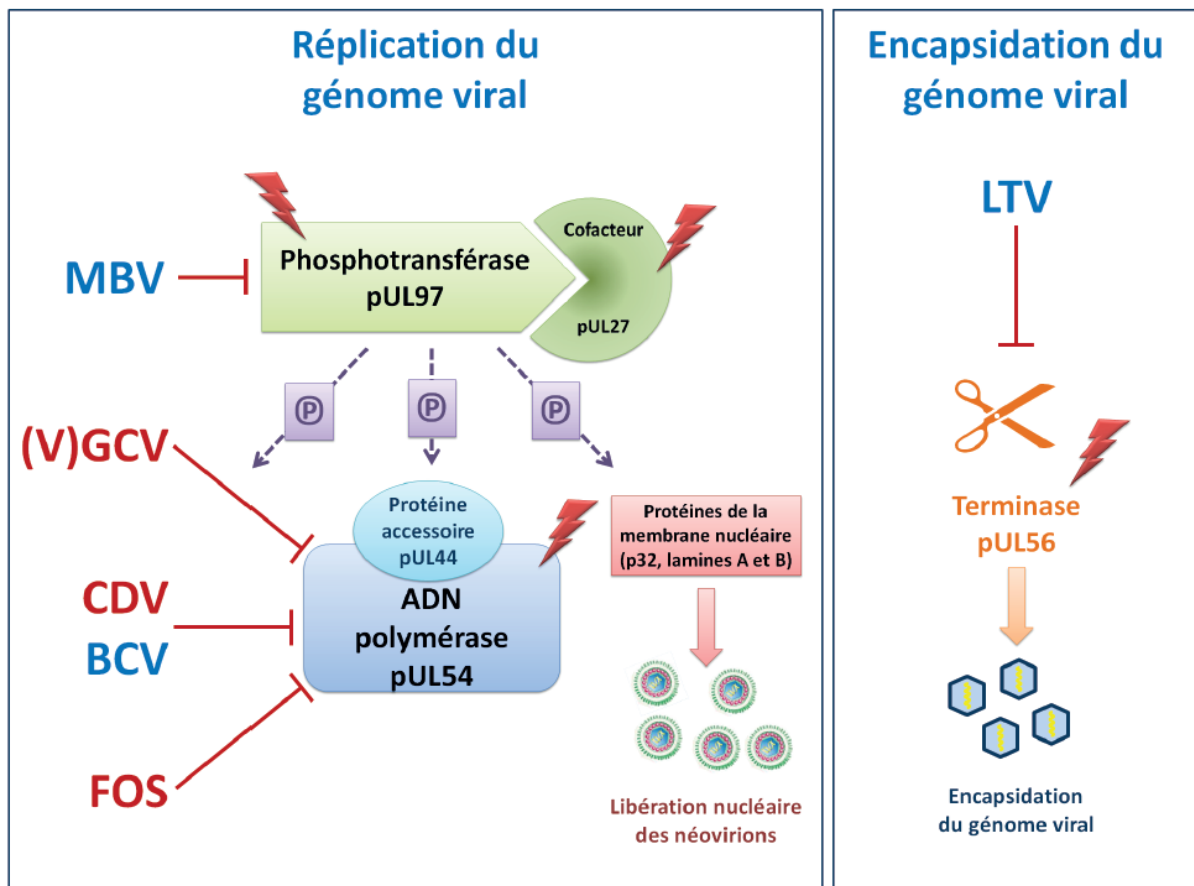 Réplication du
génome viral
MBV
Phosphotransférase
pUL97
Cofacteur
pUL27
P
P
P
(V)GCV
CDV
BCV
FOS
Protéine
accessoire
pUL44
ADN
polymérase
pUL54
Protéines de la
membrane nucléaire
(p32, lamines A et B)
Libération nucléaire
des néovirions
Encapsidation du
génome viral
LTV
Terminase
pUL56
Encapsidation
du génome viral